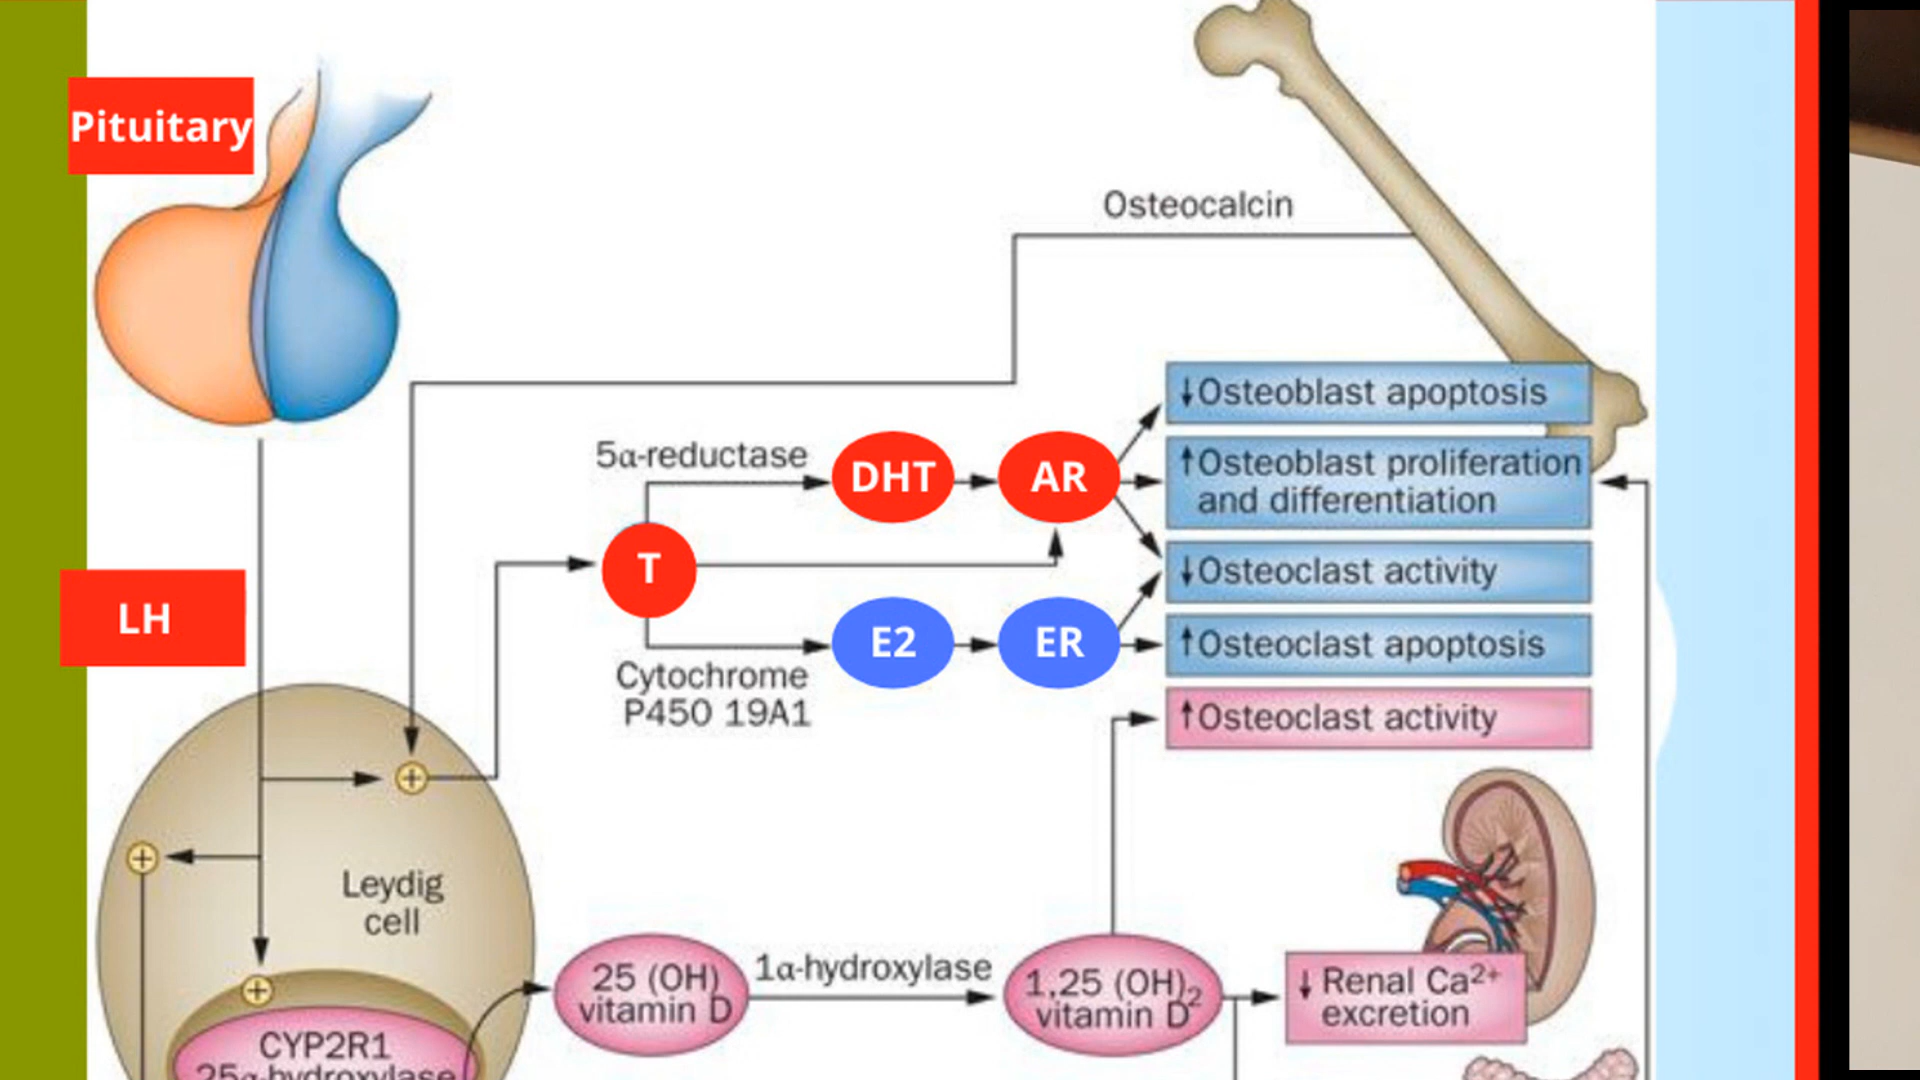 Pituitary
Osteocalcin
↓Osteoblast apoptosis
5α-reductase
DHT
AR
↑Osteoblast proliferation
and differentiation
T
↓Osteoclast activity
LH
E2
ER
↑Osteoclast apoptosis
Cytochrome
P450 19A1
↑Osteoclast activity
Leydig
cell
25 (OH)
vitamin D
1α-hydroxylase
1,25 (OH)2
vitamin D
↓ Renal Ca2+
excretion
CYP2R1
25α-hydroxylase